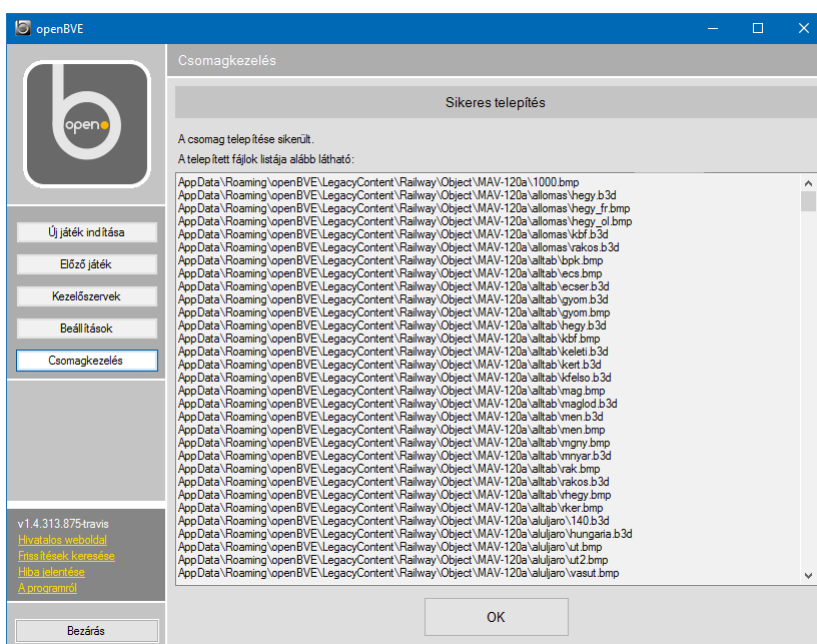 openBVE
Csomagkezelés
open
Sikeres telepítés
A csomag telepítése sikerült.
A telepített fájlok listája alább látható:
AppData\Roaming\openBVE\LegacyContent\Railway\Object\MAV-120a\1000.bmp
AppData\Roaming\openBVE\LegacyContent\Railway\Object\MAV-120a\allomas\hegy.b3d
AppData\Roaming\openBVE\LegacyContent\Railway\Object\MAV-120a\allomas\hegy_fr.bmp
AppData\Roaming\openBVE\LegacyContent\Railway\Object\MAV-120a\allomas\hegy_ol.bmp
AppData\Roaming\openBVE\LegacyContent\Railway\Object\MAV-120a\allomas\kbf.b3d
AppData\Roaming\openBVE\LegacyContent\Railway\Object\MAV-120a\allomas\rakos.b3d
AppData\Roaming\openBVE\LegacyContent\Railway\Object\MAV-120a\alltab\bpk.bmp
AppData\Roaming\openBVE\LegacyContent\Railway\Object\MAV-120a\alltab\ecs.bmp
AppData\Roaming\openBVE\LegacyContent\Railway\Object\MAV-120a\alltab\ecser.b3d
AppData\Roaming\openBVE\LegacyContent\Railway\Object\MAV-120a\alltab\gyom.b3d
AppData\Roaming\openBVE\LegacyContent\Railway\Object\MAV-120a\alltab\gyom.bmp
AppData\Roaming\openBVE\LegacyContent\Railway\Object\MAV-120a\alltab\hegy.b3d
AppData\Roaming\openBVE\LegacyContent\Railway\Object\MAV-120a\alltab\kbf.bmp
AppData\Roaming\openBVE\LegacyContent\Railway\Object\MAV-120a\alltab\keleti.b3d
AppData\Roaming\openBVE\LegacyContent\Railway\Object\MAV-120a\alltab\kert.b3d
AppData\Roaming\openBVE\LegacyContent\Railway\Object\MAV-120a\alltab\kfelso.b3d
AppData\Roaming\openBVE\LegacyContent\Railway\Object\MAV-120a\alltab\mag.bmp
AppData\Roaming\openBVE\LegacyContent\Railway\Object\MAV-120a\alltab\maglod.b3d
AppData\Roaming\openBVE\LegacyContent\Railway\Object\MAV-120a\alltab\men.b3d
AppData\Roaming\openBVE\LegacyContent\Railway\Object\MAV-120a\alltab\men.bmp
AppData\Roaming\openBVE\LegacyContent\Railway\Object\MAV-120a\alltab\mgny.bmp
AppData\Roaming\openBVE\LegacyContent\Railway\Object\MAV-120a\alltab\mnyar.b3d
AppData\Roaming\openBVE\LegacyContent\Railway\Object\MAV-120a\alltab\rak.bmp
AppData\Roaming\openBVE\LegacyContent\Railway\Object\MAV-120a\alltab\rakos.b3d
AppData\Roaming\openBVE\LegacyContent\Railway\Object\MAV-120a\alltab\rhegy.bmp
AppData\Roaming\openBVE\LegacyContent\Railway\Object\MAV-120a\alltab\rker.bmp
AppData\Roaming\openBVE\LegacyContent\Railway\Object\MAV-120a\aluljaro\140.b3d
AppData\Roaming\openBVE\LegacyContent\Railway\Object\MAV-120a\aluljaro\hungaria.b3d
AppData\Roaming\openBVE\LegacyContent\Railway\Object\MAV-120a\aluljaro\ut.bmp
AppData\Roaming\openBVE\LegacyContent\Railway\Object\MAV-120a\aluljaro\ut2.bmp
AppData\Roaming\openBVE\LegacyContent\Railway\Object\MAV-120a\aluljaro\vasut.bmp
Új játék indítása
Előző játék
Kezelőszervek
Beállítások
Csomagkezelés
v1.4.313.875-travis
Hivatalos weboldal
Frissítések keresése
Hiba jelentése
A programról
Bezárás
OK